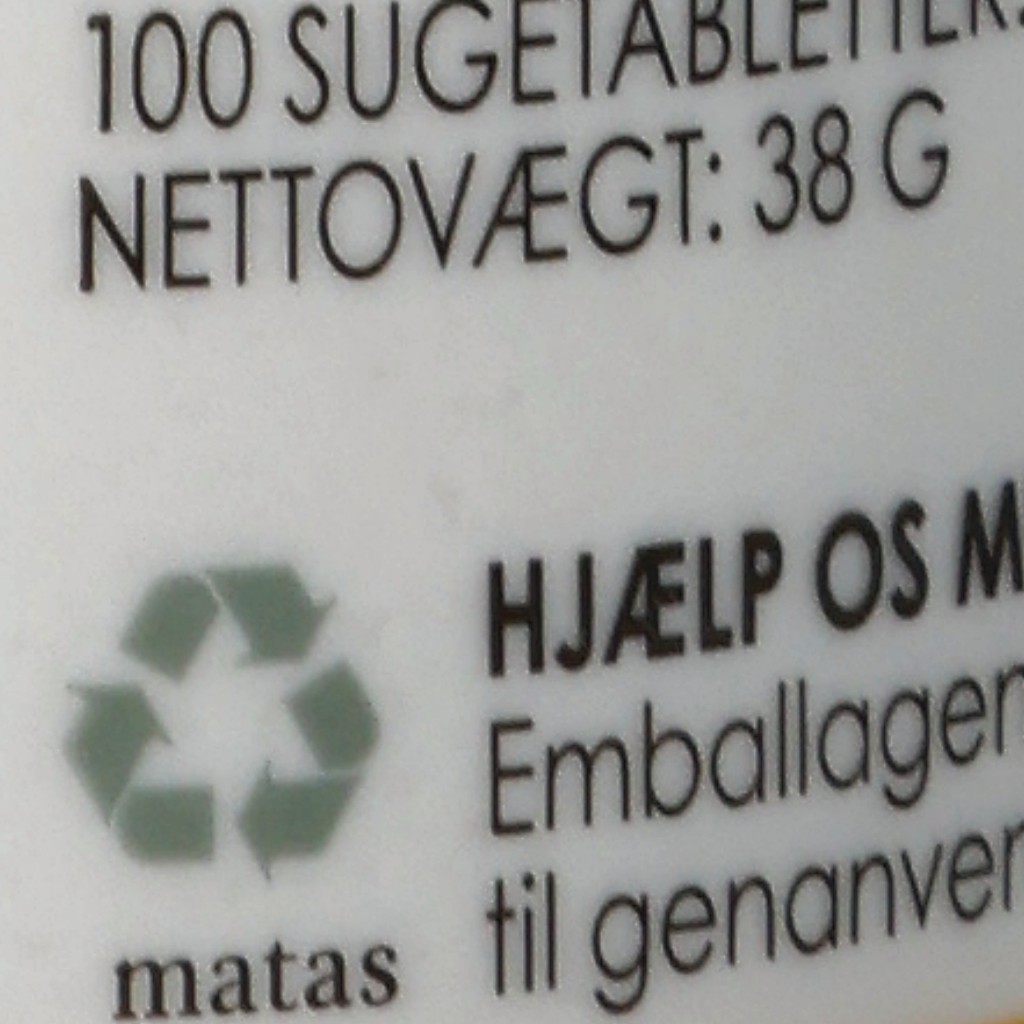 100 SUGETABLETTER.
NETTOVÆGT: 38 G
HJÆLP OS M
Emballagen
til genanver
matas